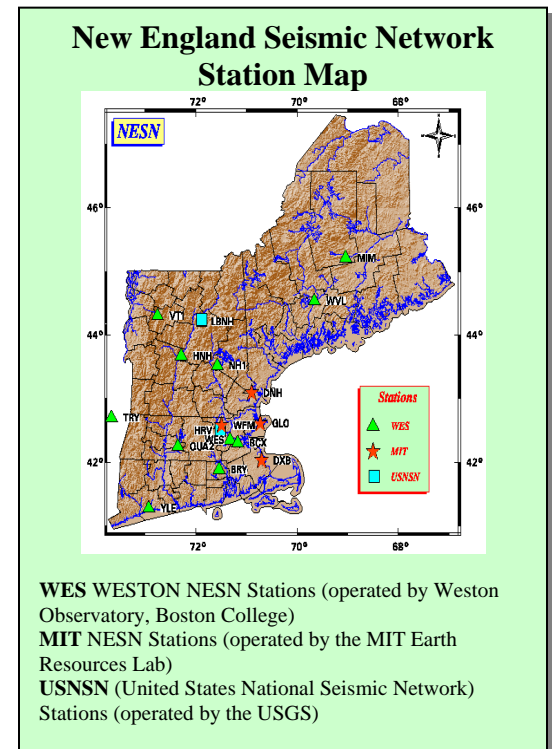 New England Seismic Network
Station Map
NESN
72° 70° 68°
46° 46°
MIM
WVL
VT1 LBNH
44° 44°
HNH
NH1
DNH
Stations
TRY
WFM GLO
WES
HRV
WES BCX
QUA2
MIT
42° DXB 42°
BRY
USNSN
YLE
72° 70° 68°
WES WESTON NESN Stations (operated by Weston
Observatory, Boston College)
MIT NESN Stations (operated by the MIT Earth
Resources Lab)
USNSN (United States National Seismic Network)
Stations (operated by the USGS)